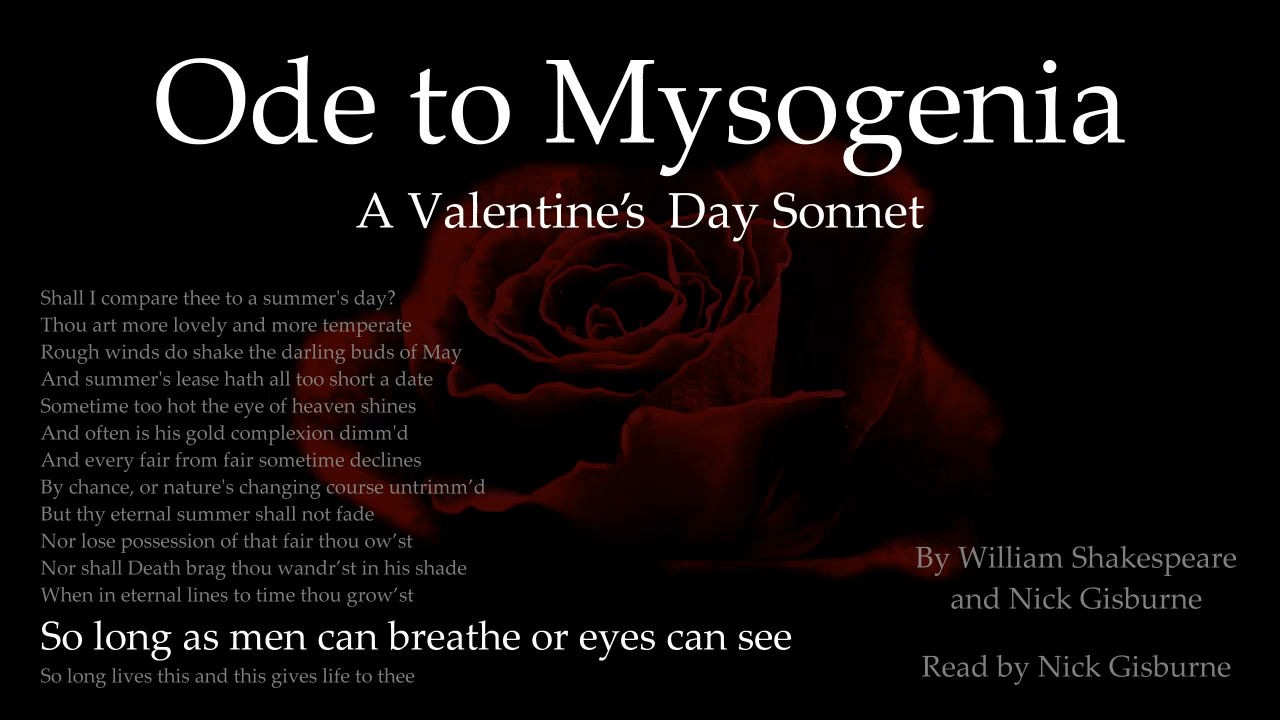 Ode to Mysogenia
A Valentine’s Day Sonnet
Shall I compare thee to a summer's day?
Thou art more lovely and more temperate
Rough winds do shake the darling buds of May
And summer's lease hath all too short a date
Sometime too hot the eye of heaven shines
And often is his gold complexion dimm'd
And every fair from fair sometime declines
By chance, or nature's changing course untrimm’d
But thy eternal summer shall not fade
Nor lose possession of that fair thou ow’st
Nor shall Death brag thou wandr’st in his shade
When in eternal lines to time thou grow’st
So long as men can breathe or eyes can see
So long lives this and this gives life to thee
By William Shakespeare
and Nick Gisburne
Read by Nick Gisburne